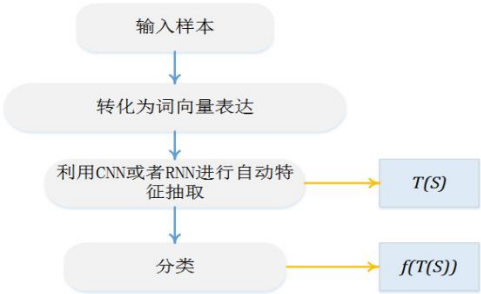 输入样本
转化为词向量表达
利用CNN或者RNN进行自动特
征抽取
T(S)
分类
f(T(S))